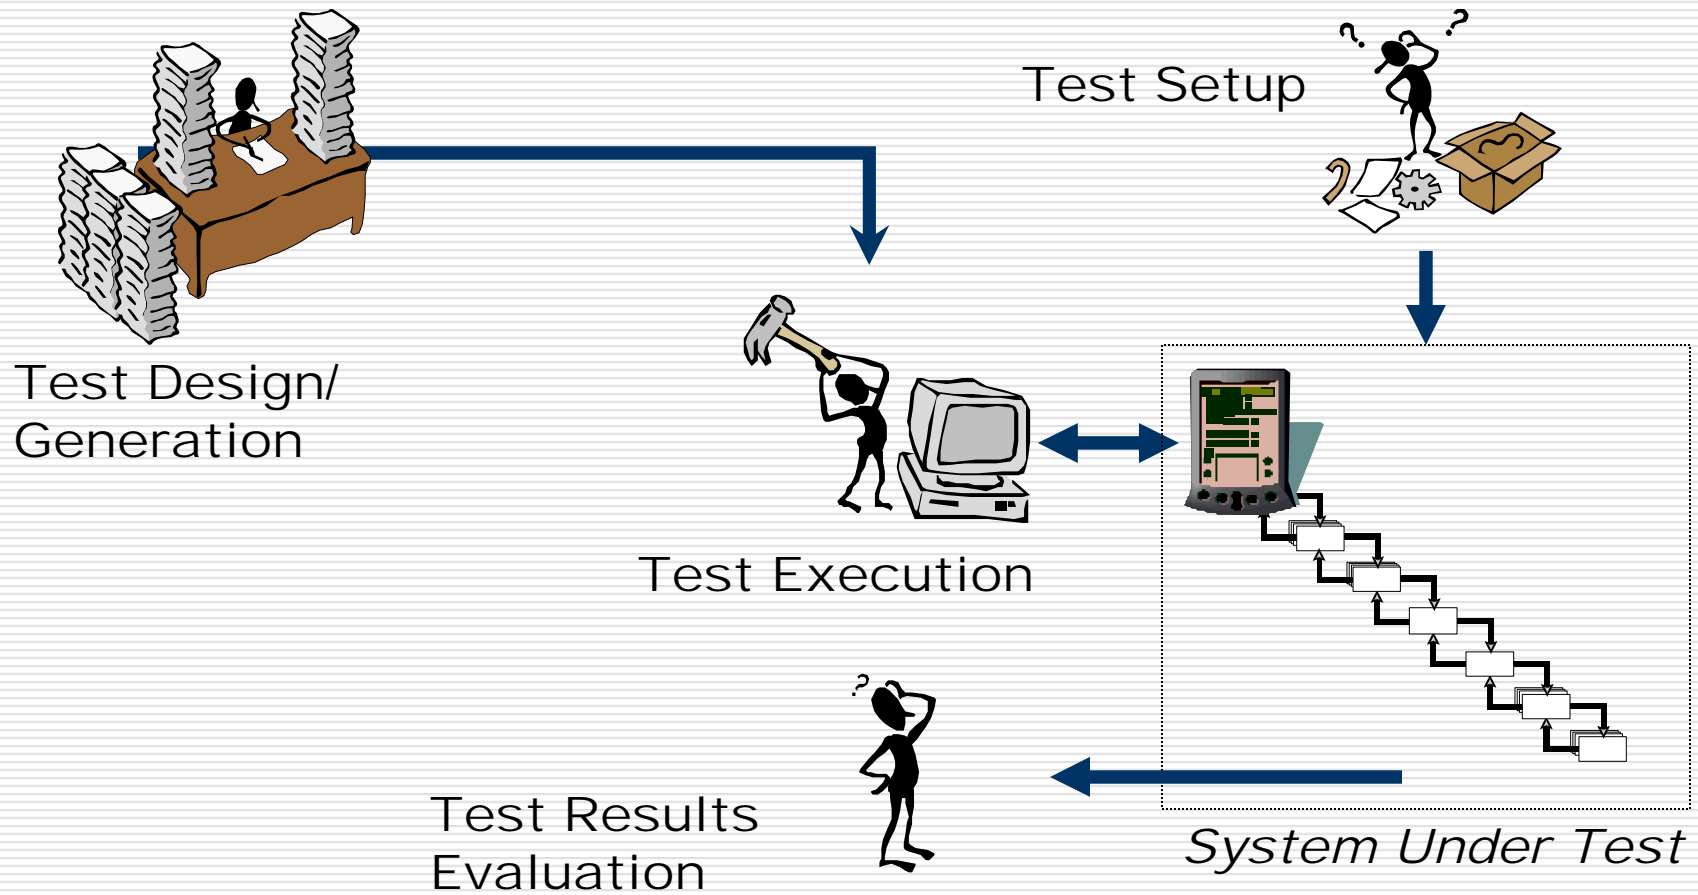 Test Setup
Test Design/
Generation
Test Execution
Test Results
Evaluation
System Under Test